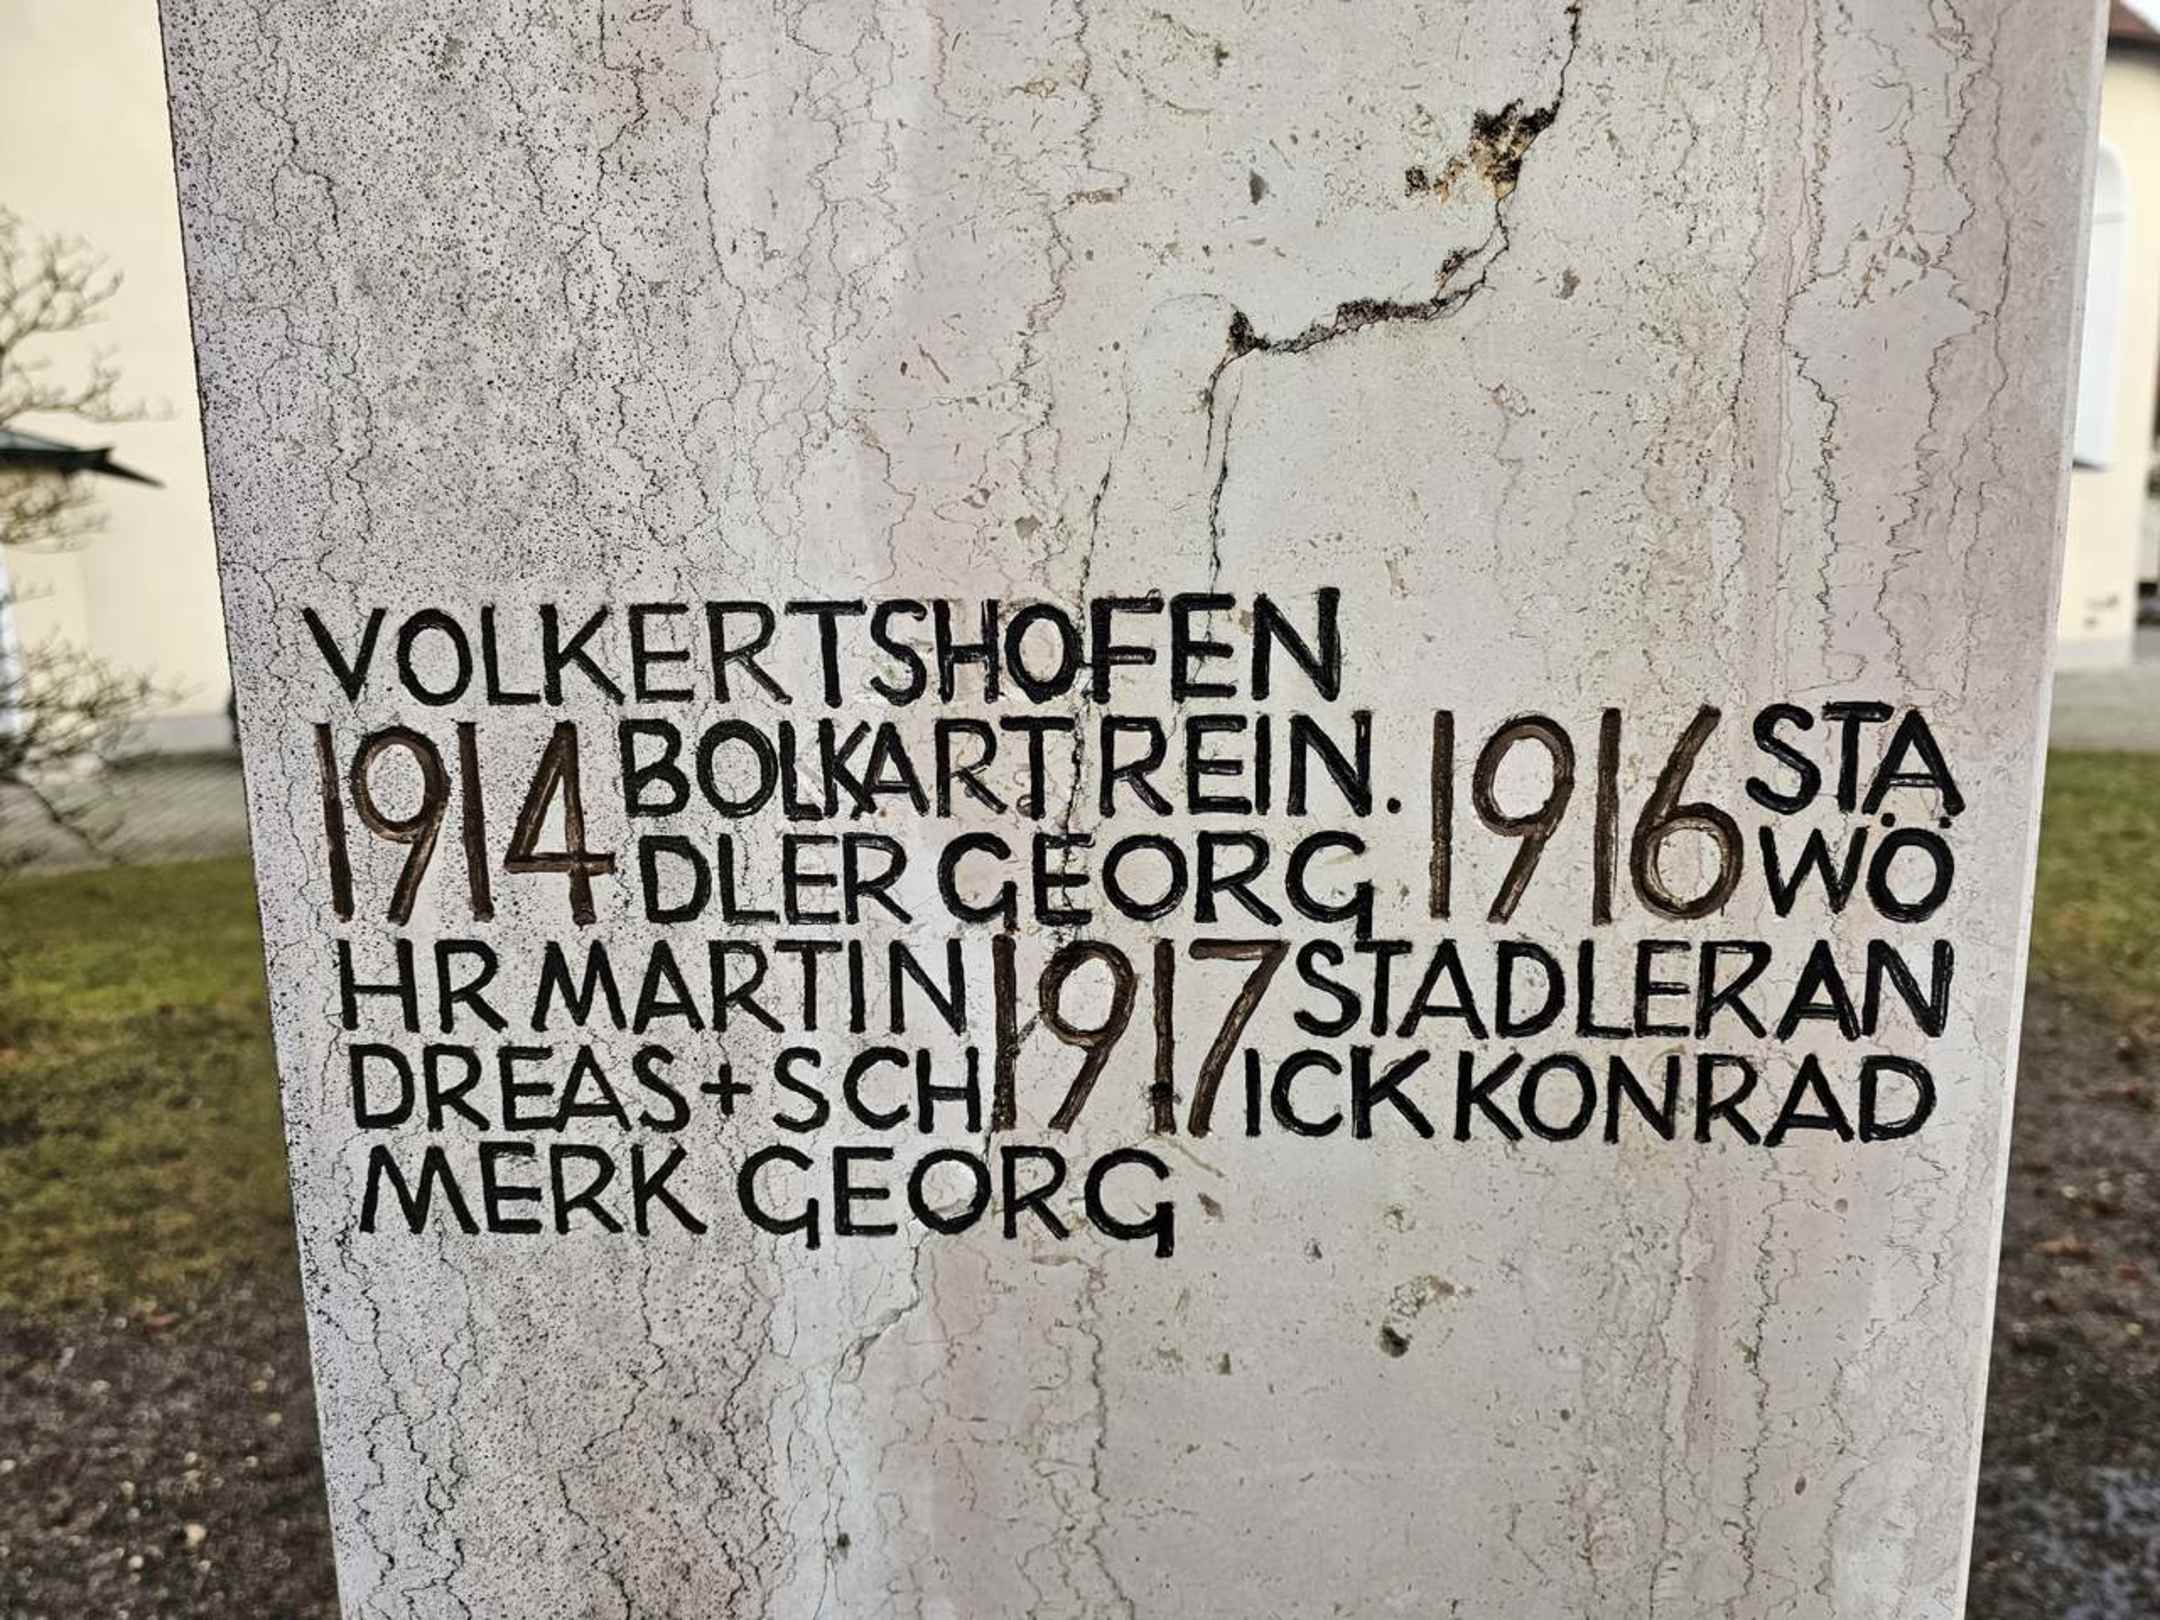 VOLKERTSHOFEN
1914 BOLKART REIN. 1916 STA
DLER GEORG WÖ
HR MARTIN 1917 STADLER AN
DREAS + SCH ICK KONRAD
MERK GEORG